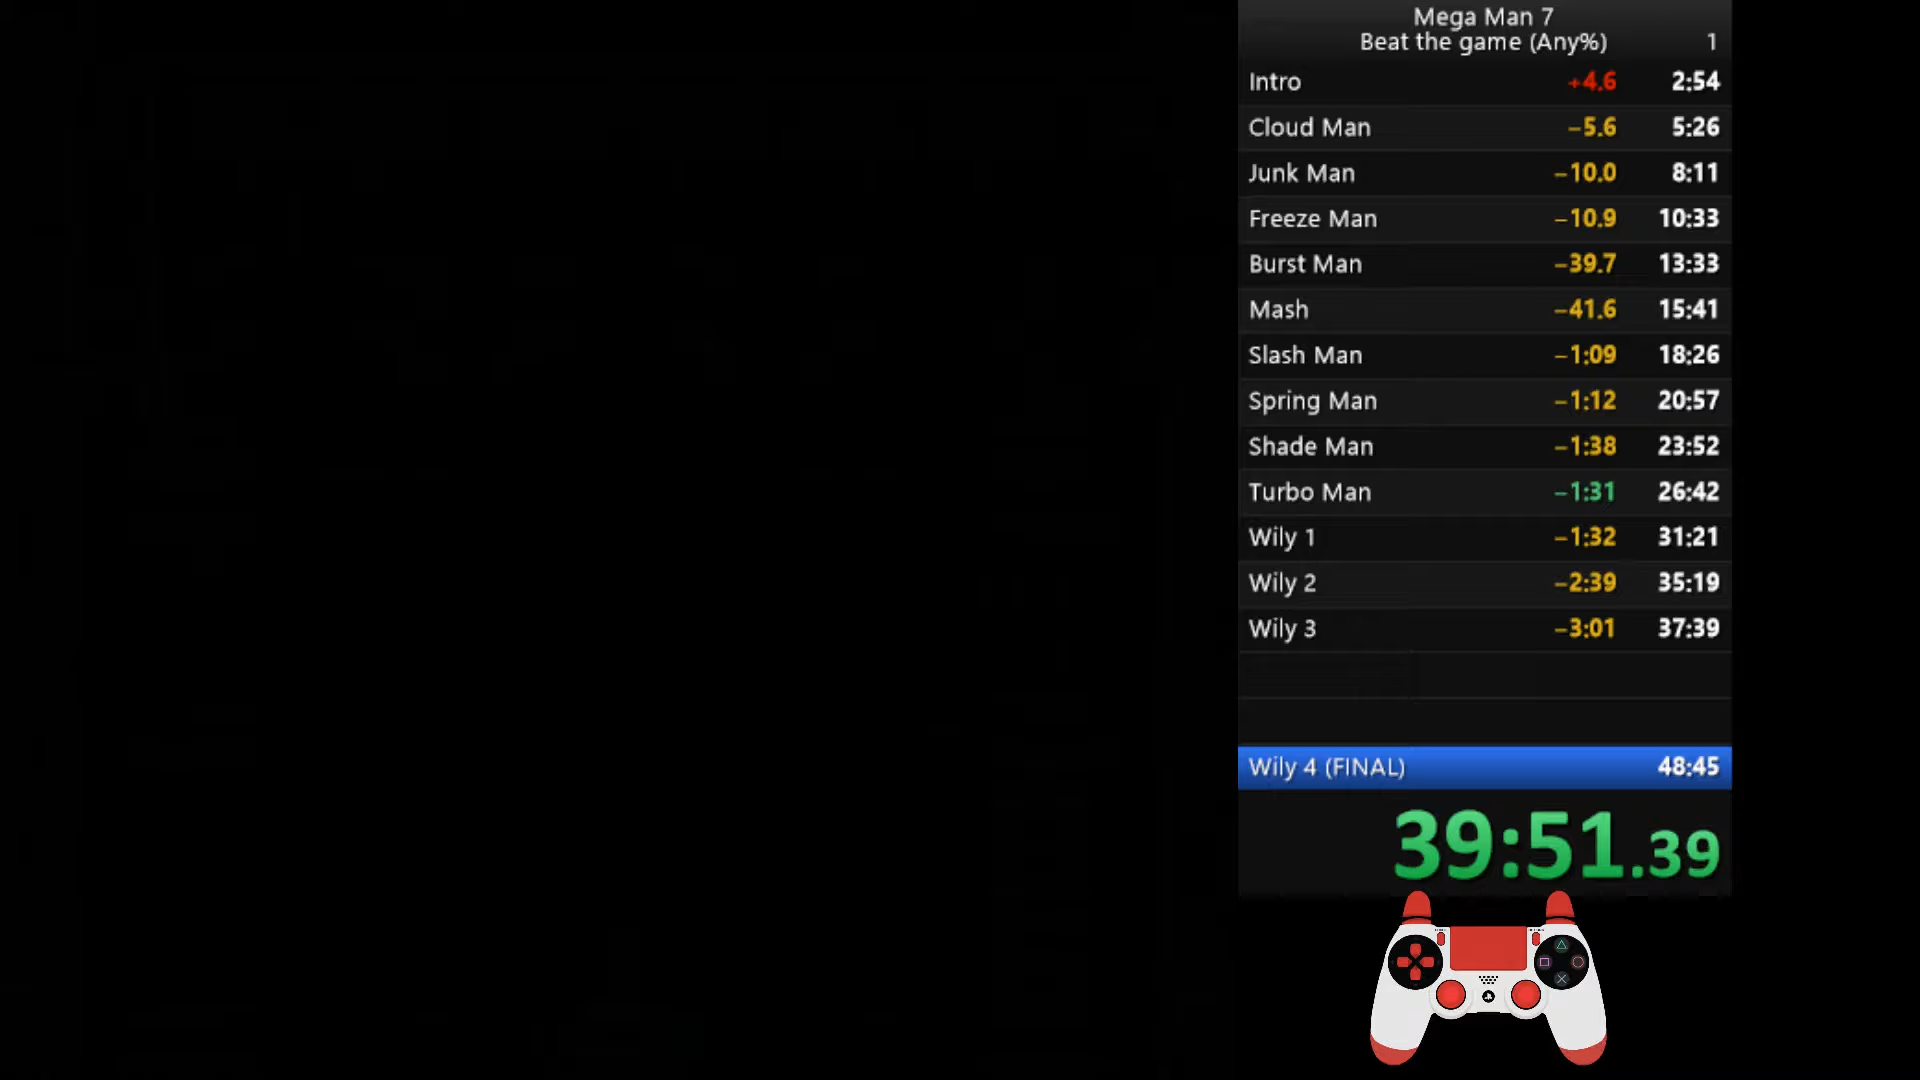 Mega Man 7
Beat the game (Any%) 1
Intro +4.6 2:54
Cloud Man −5.6 5:26
Junk Man −10.0 8:11
Freeze Man −10.9 10:33
Burst Man −39.7 13:33
Mash −41.6 15:41
Slash Man −1:09 18:26
Spring Man −1:12 20:57
Shade Man −1:38 23:52
Turbo Man −1:31 26:42
Wily 1 −1:32 31:21
Wily 2 −2:39 35:19
Wily 3 −3:01 37:39
Wily 4 (FINAL) 48:45
39:51.39